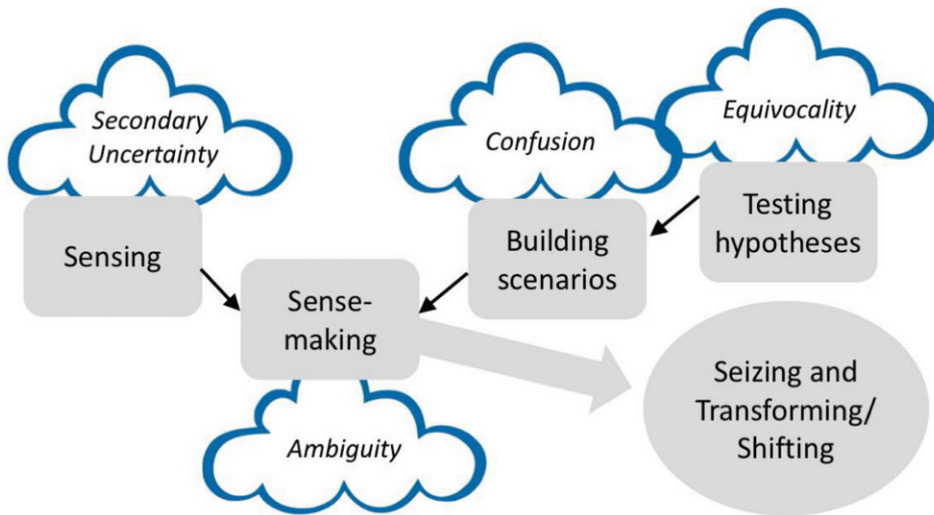 Secondary
Uncertainty
Confusion
Equivocality
Sensing
Sense-
making
Building
scenarios
Testing
hypotheses
Ambiguity
Seizing and
Transforming/
Shifting